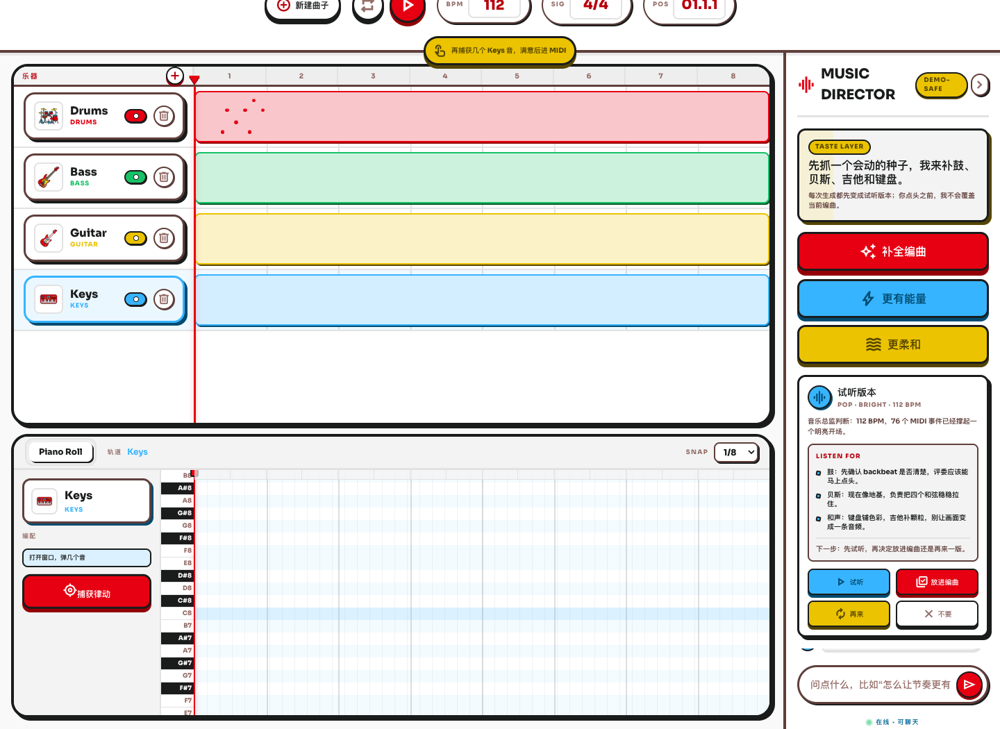 新建曲子
BPM 112
SIG 4/4
POS 01.1.1
再捕获几个 Keys 音，满意后进 MIDI
乐器
1 2 3 4 5 6 7 8
Drums
DRUMS
Bass
BASS
Guitar
GUITAR
Keys
KEYS
Piano Roll
轨道 Keys
SNAP 1/8
Keys
KEYS
编配
打开窗口，弹几个音
捕获律动
B8
A#8
A8
G#8
G8
F#8
F8
E8
D#8
D8
C#8
C8
B7
A#7
A7
G#7
G7
F#7
F7
E7
MUSIC
DIRECTOR
DEMO-
SAFE
TASTE LAYER
先抓一个会动的种子，我来补鼓、
贝斯、吉他和键盘。
每次生成都先变成试听版本；你点头之前，我不会覆盖
当前编曲。
补全编曲
更有能量
更柔和
试听版本
POP · BRIGHT · 112 BPM
音乐总监判断：112 BPM，76 个 MIDI 事件已经撑起一
个明亮开场。
LISTEN FOR
鼓：先确认 backbeat 是否清楚，评委应该能
马上点头。
贝斯：现在像地基，负责把四个和弦稳稳拉
住。
和声：键盘铺色彩，吉他补颗粒，别让画面变
成一条音频。
下一步：先试听，再决定放进编曲还是再来一版。
试听
放进编曲
再来
不要
问点什么，比如“怎么让节奏更有
在线 · 可聊天